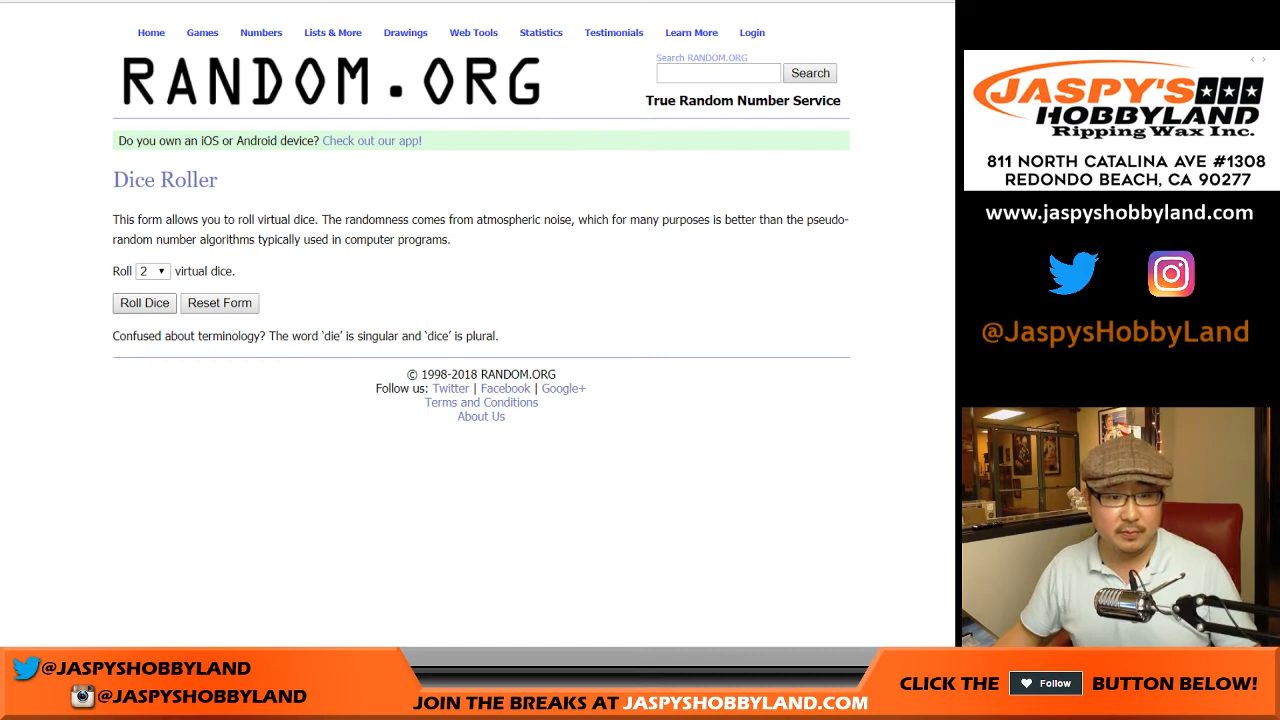 Home Games Numbers Lists & More Drawings Web Tools Statistics Testimonials Learn More Login
RANDOM.ORG
Search RANDOM.ORG
Search
True Random Number Service
Do you own an iOS or Android device? Check out our app!
Dice Roller
This form allows you to roll virtual dice. The randomness comes from atmospheric noise, which for many purposes is better than the pseudo-
random number algorithms typically used in computer programs.
Roll 2 virtual dice.
Roll Dice Reset Form
Confused about terminology? The word ‘die’ is singular and ‘dice’ is plural.
© 1998-2018 RANDOM.ORG
Follow us: Twitter | Facebook | Google+
Terms and Conditions
About Us
JASPY'S
HOBBYLAND
Ripping Wax Inc.
811 NORTH CATALINA AVE #1308
REDONDO BEACH, CA 90277
www.jaspyshobbyland.com
@JaspysHobbyLand
@JASPYSHOBBYLAND
@JASPYSHOBBYLAND
JOIN THE BREAKS AT JASPYSHOBBYLAND.COM
CLICK THE Follow BUTTON BELOW!